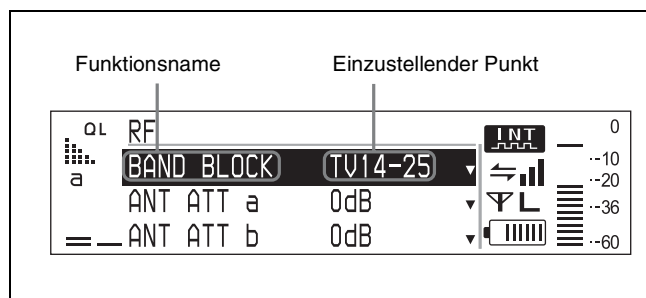 Funktionsname Einzustellender Punkt
QL RF INT 0
BAND BLOCK TV14-25 -10
a -20
ANT ATT a 0dB L -36
ANT ATT b 0dB -60